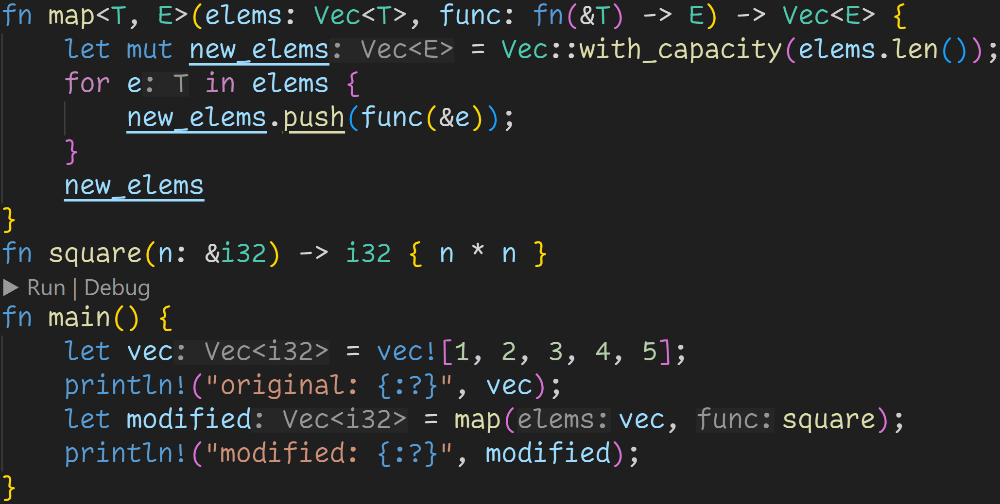 fn map<T, E>(elems: Vec<T>, func: fn(&T) -> E) -> Vec<E> {
    let mut new_elems: Vec<E> = Vec::with_capacity(elems.len());
    for e: T in elems {
        new_elems.push(func(&e));
    }
    new_elems
}
fn square(n: &i32) -> i32 { n * n }
▶ Run | Debug
fn main() {
    let vec: Vec<i32> = vec![1, 2, 3, 4, 5];
    println!("original: {:?}", vec);
    let modified: Vec<i32> = map(elems: vec, func: square);
    println!("modified: {:?}", modified);
}